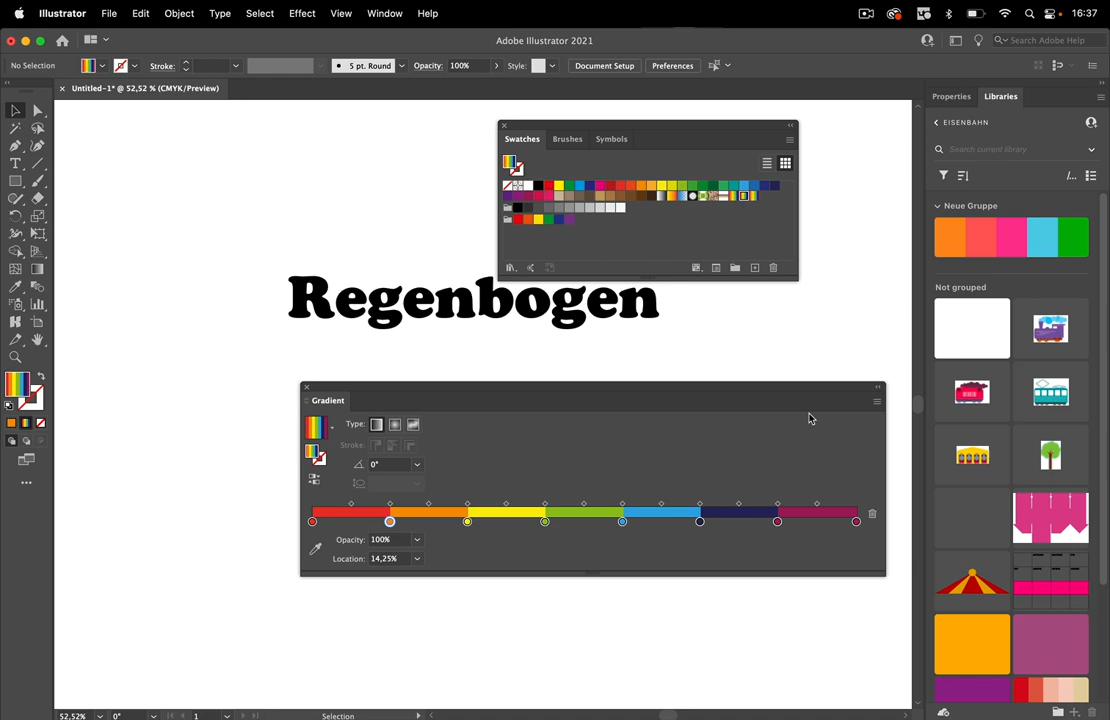 Illustrator File Edit Object Type Select Effect View Window Help 16:37
Adobe Illustrator 2021
Search Adobe Help
No Selection Stroke: 5 pt. Round Opacity: 100% Style: Document Setup Preferences
Untitled-1* @ 52,52 % (CMYK/Preview)
Properties Libraries
EISENBAHN
Search current library
Swatches Brushes Symbols
Neue Gruppe
Not grouped
Regenbogen
Gradient
Type:
Stroke:
0°
Opacity: 100%
Location: 14,25%
52,52% 0° 1 Selection